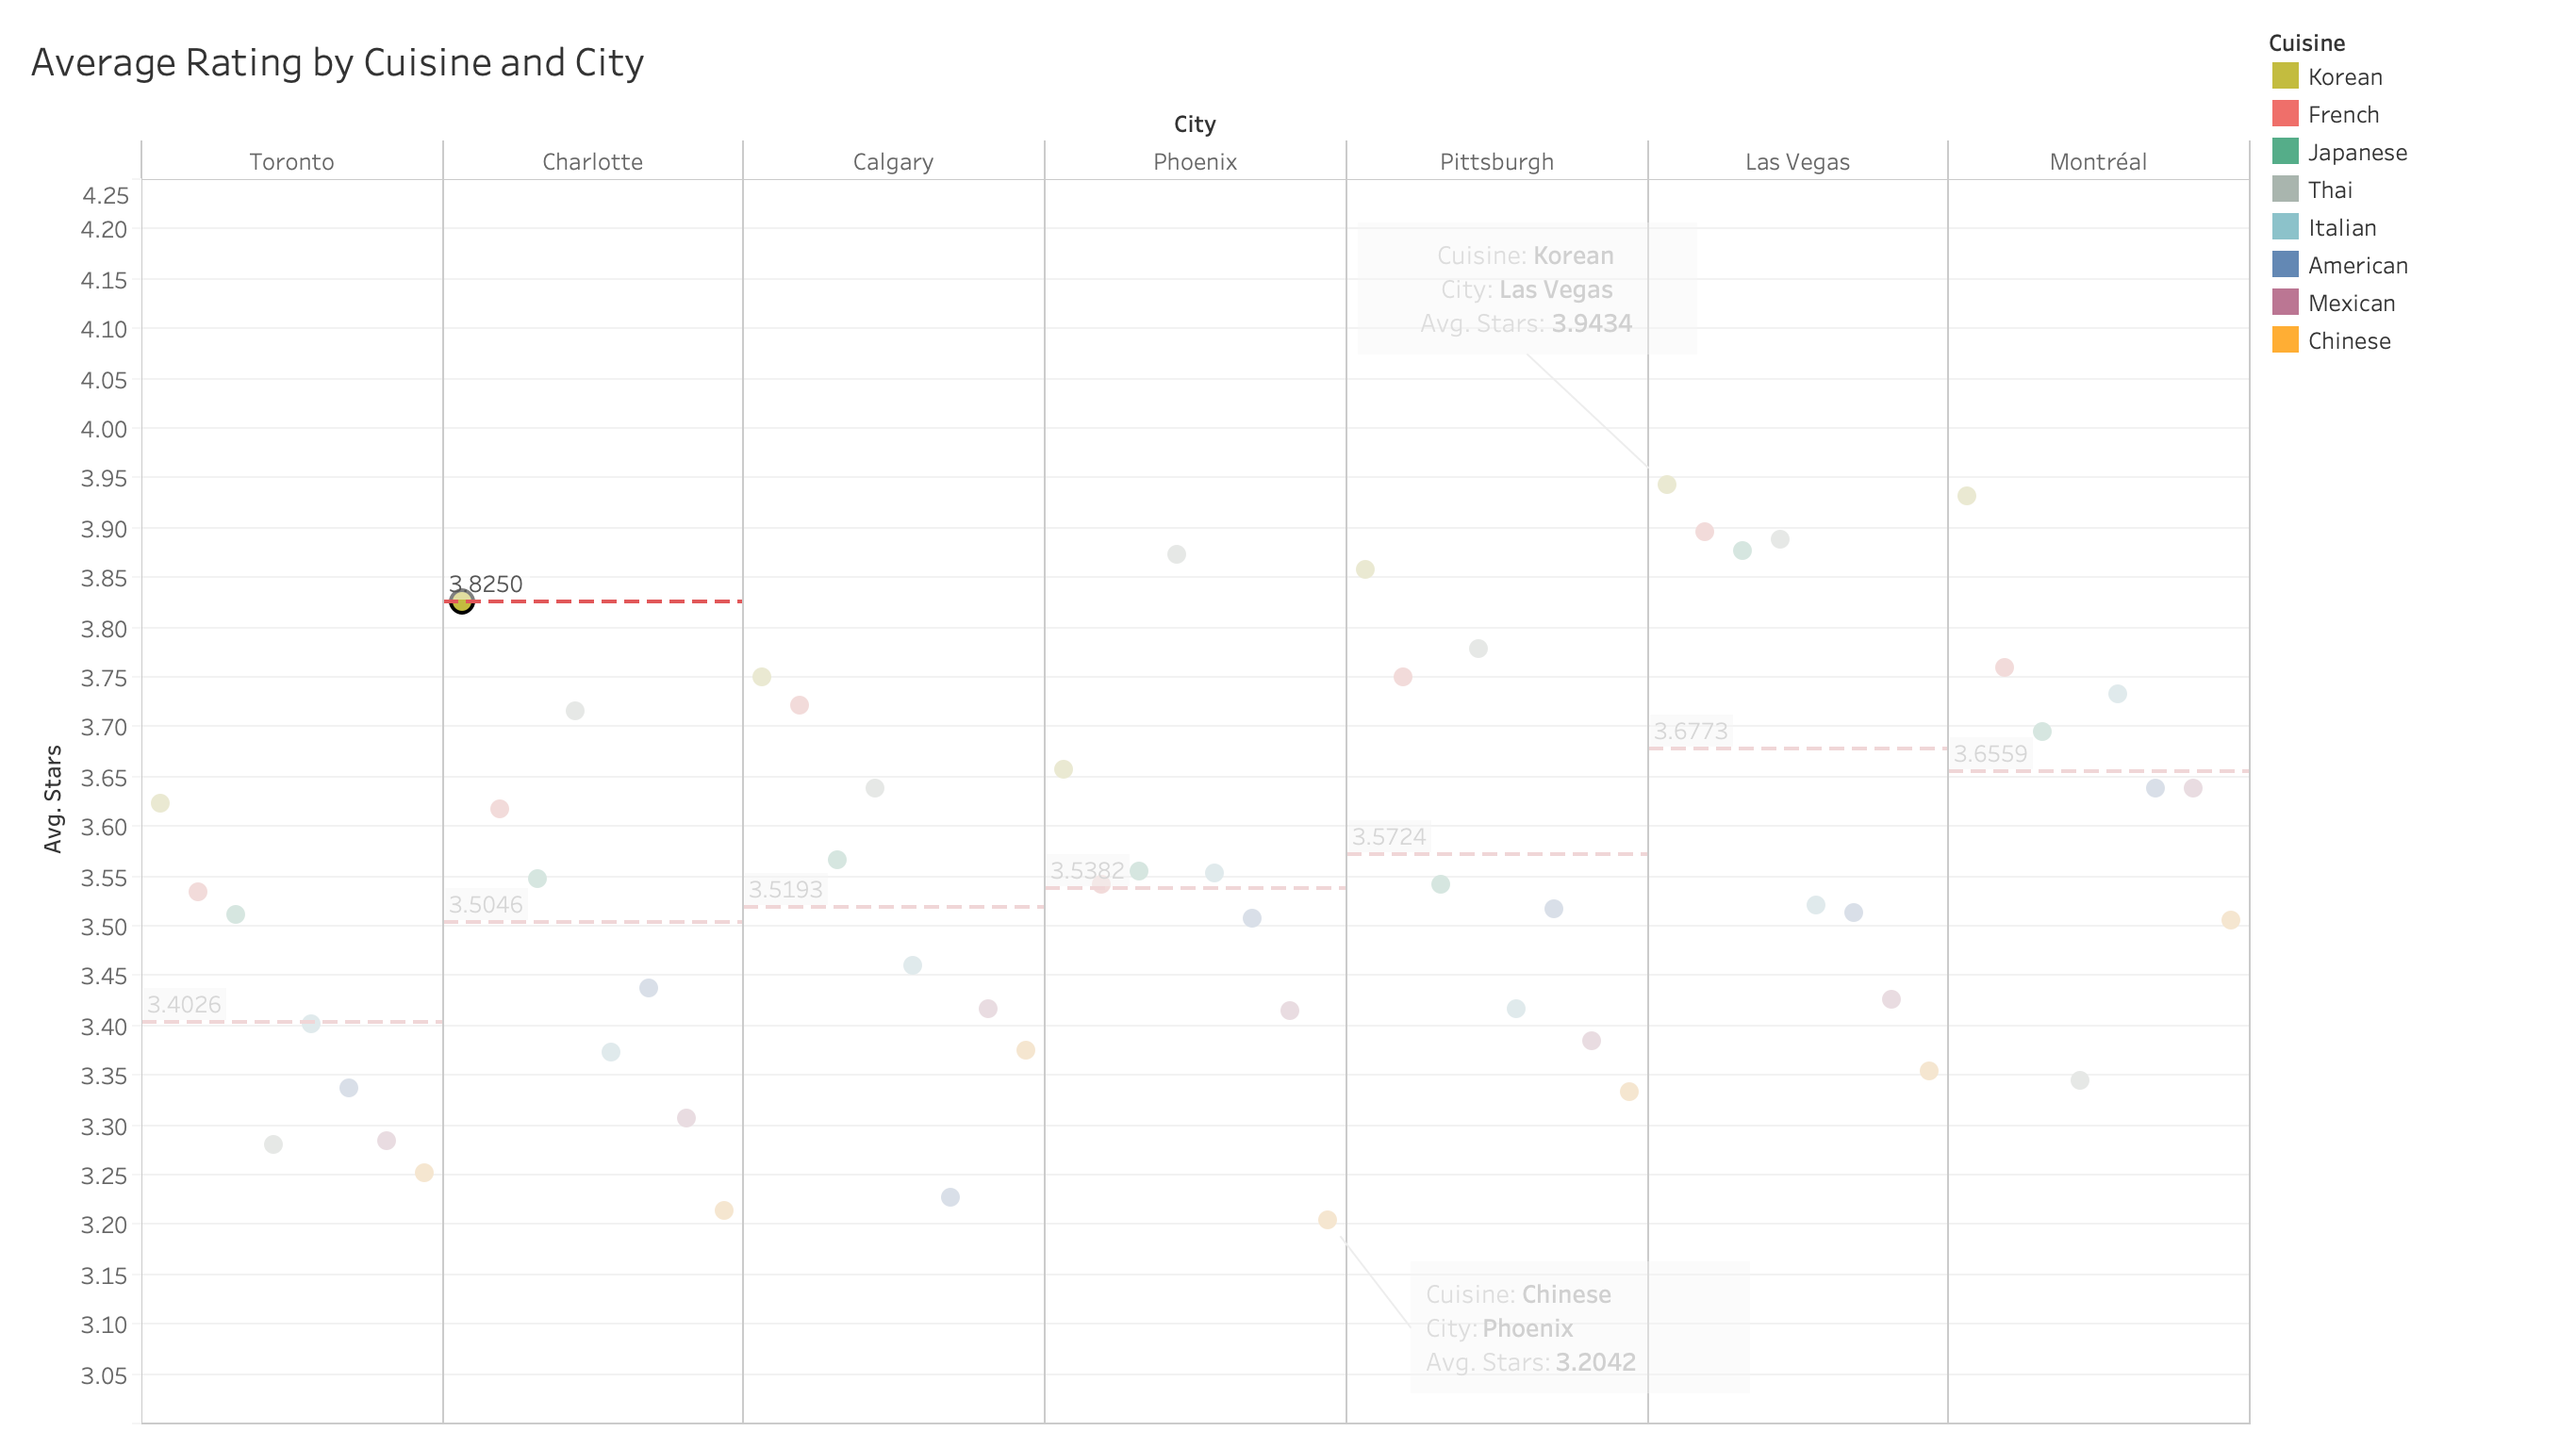 Average Rating by Cuisine and City
City
Toronto Charlotte Calgary Phoenix Pittsburgh Las Vegas Montréal
Avg. Stars
4.25
4.20
4.15
4.10
4.05
4.00
3.95
3.90
3.85
3.80
3.75
3.70
3.65
3.60
3.55
3.50
3.45
3.40
3.35
3.30
3.25
3.20
3.15
3.10
3.05
3.4026
3.8250
3.5046
3.5193
3.5382
3.5724
3.6773
3.6559
Cuisine: Korean
City: Las Vegas
Avg. Stars: 3.9434
Cuisine: Chinese
City: Phoenix
Avg. Stars: 3.2042
Cuisine
Korean
French
Japanese
Thai
Italian
American
Mexican
Chinese